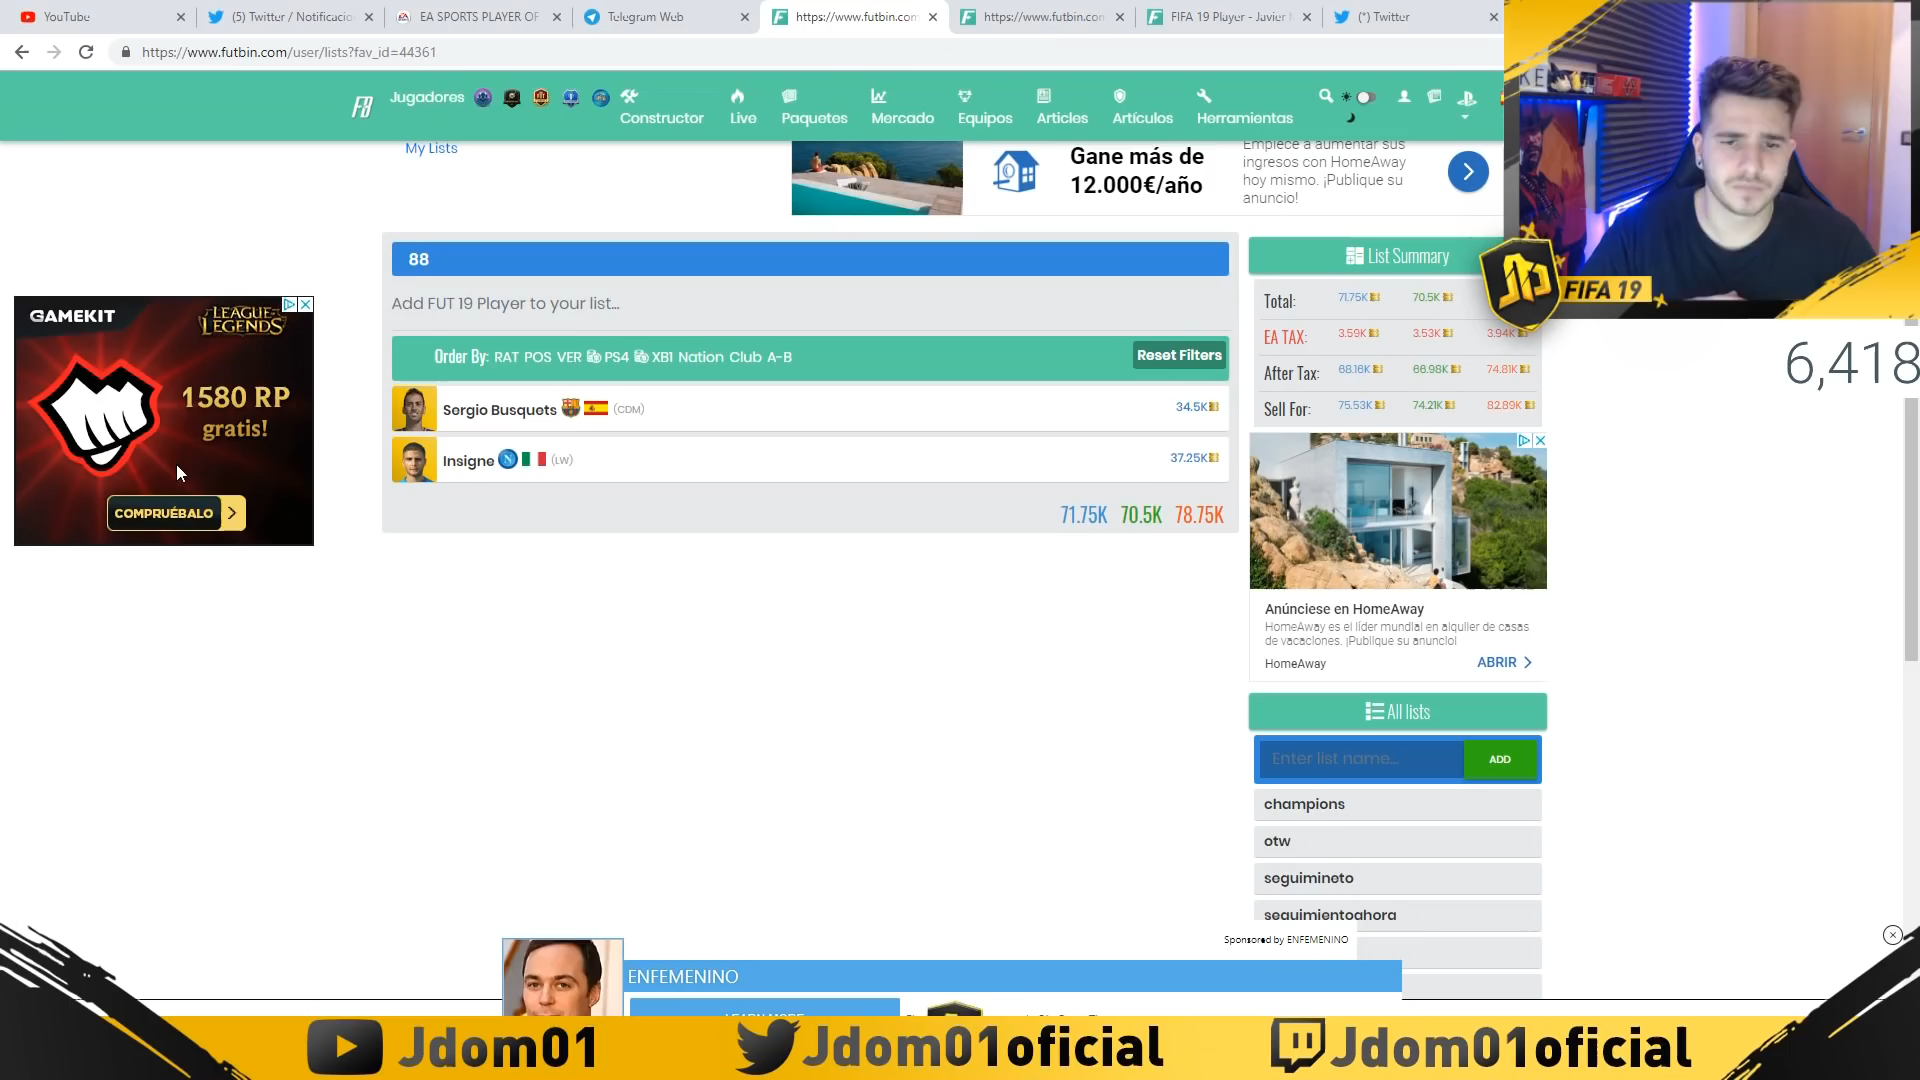 YouTube
(5) Twitter / Notificacio
EA SPORTS PLAYER OF
Telegram Web
https://www.futbin.com
https://www.futbin.com
FIFA 19 Player - Javier
(*) Twitter
https://www.futbin.com/user/lists?fav_id=44361
Jugadores
Constructor
Live
Paquetes
Mercado
Equipos
Articles
Artículos
Herramientas
My Lists
Gane más de
12.000€/año
Empiece a aumentar sus
ingresos con HomeAway
hoy mismo. ¡Publique su
anuncio!
88
Add FUT 19 Player to your list...
Order By: RAT POS VER PS4 XB1 Nation Club A-B
Reset Filters
Sergio Busquets (CDM) 34.5K
Insigne (LW) 37.25K
71.75K 70.5K 78.75K
GAMEKIT
LEAGUE OF LEGENDS
1580 RP
gratis!
COMPRUÉBALO
List Summary
Total: 71.75K 70.5K
EA TAX: 3.59K 3.53K 3.94K
After Tax: 68.16K 66.98K 74.81K
Sell For: 75.53K 74.21K 82.89K
FIFA 19
6,418
Anúnciese en HomeAway
HomeAway es el líder mundial en alquiler de casas
de vacaciones. ¡Publique su anuncio!
HomeAway
ABRIR
All lists
Enter list name...
ADD
champions
otw
seguimineto
seguimientoahora
Sponsored by ENFEMENINO
ENFEMENINO
LEARN MORE
Jdom01
Jdom01oficial
Jdom01oficial